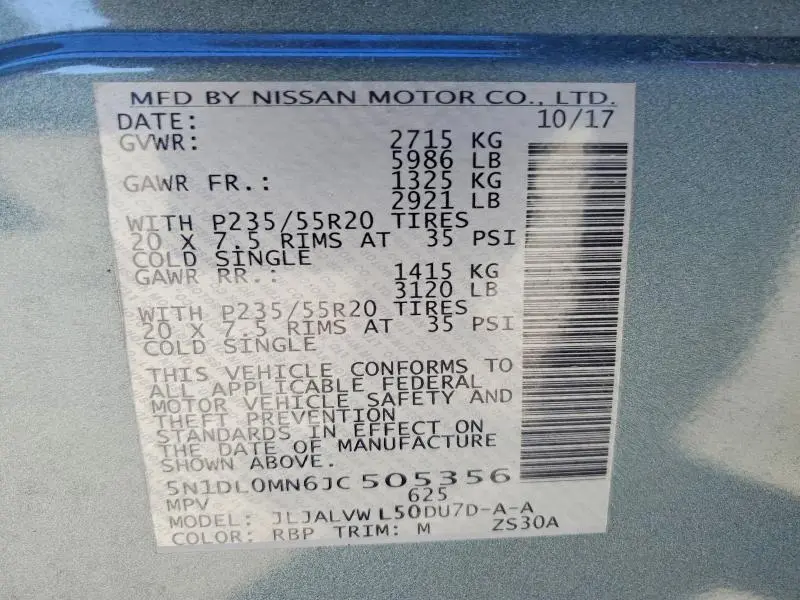 MFD BY NISSAN MOTOR CO., LTD.
DATE: 10/17
GVWR: 2715 KG
5986 LB
GAWR FR.: 1325 KG
2921 LB
WITH P235/55R20 TIRES
20 X 7.5 RIMS AT 35 PSI
COLD SINGLE
GAWR RR.: 1415 KG
3120 LB
WITH P235/55R20 TIRES
20 X 7.5 RIMS AT 35 PSI
COLD SINGLE
THIS VEHICLE CONFORMS TO
ALL APPLICABLE FEDERAL
MOTOR VEHICLE SAFETY AND
THEFT PREVENTION
STANDARDS IN EFFECT ON
THE DATE OF MANUFACTURE
SHOWN ABOVE.
5N1DL0MN6JC505356
MPV 625
MODEL: JLJALVWL50DU7D-A-A
COLOR: RBP TRIM: M ZS30A